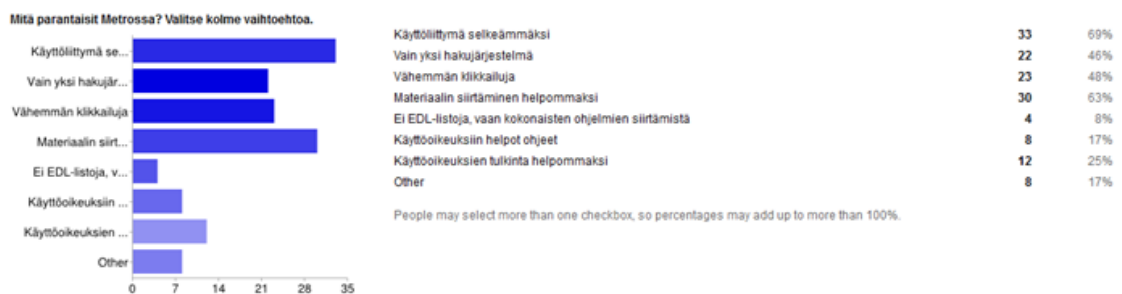 Mitä parantaisit Metrossa? Valitse kolme vaihtoehtoa.
Käyttöliittymä se...
Vain yksi hakujär...
Vähemmän klikkailuja
Materiaalin siirt...
Ei EDL-listoja, v...
Käyttöoikeuksiin ...
Käyttöoikeuksien ...
Other
0 7 14 21 28 35
Käyttöliittymä selkeämmäksi 33 69%
Vain yksi hakujärjestelmä 22 46%
Vähemmän klikkailuja 23 48%
Materiaalin siirtäminen helpommaksi 30 63%
Ei EDL-listoja, vaan kokonaisten ohjelmien siirtämistä 4 8%
Käyttöoikeuksiin helpot ohjeet 8 17%
Käyttöoikeuksien tulkinta helpommaksi 12 25%
Other 8 17%
People may select more than one checkbox, so percentages may add up to more than 100%.